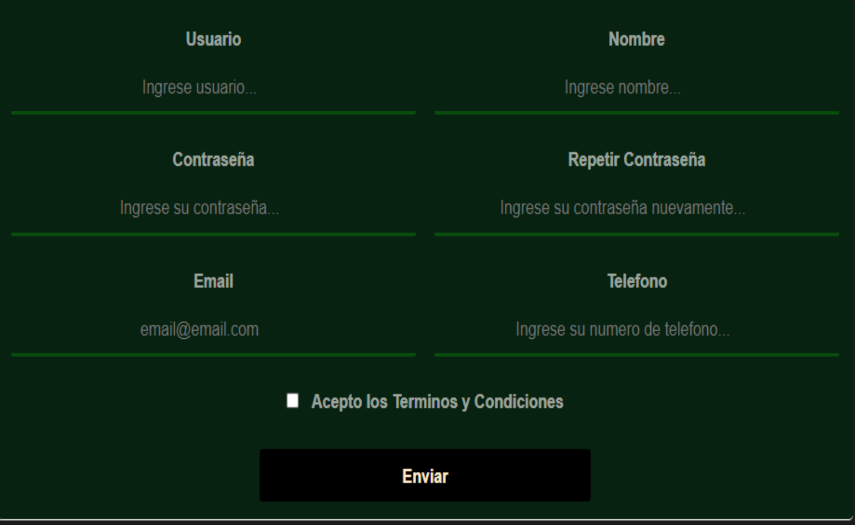 Usuario Nombre
Ingrese usuario... Ingrese nombre...
Contraseña Repetir Contraseña
Ingrese su contraseña... Ingrese su contraseña nuevamente...
Email Telefono
email@email.com Ingrese su numero de telefono...
Acepto los Terminos y Condiciones
Enviar